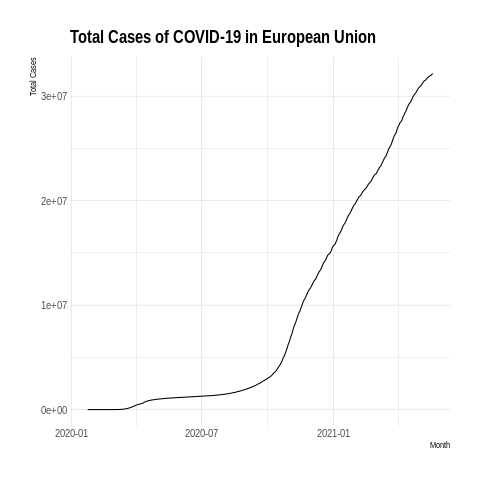 Total Cases of COVID-19 in European Union
Total Cases
3e+07
2e+07
1e+07
0e+00
2020-01 2020-07 2021-01
Month